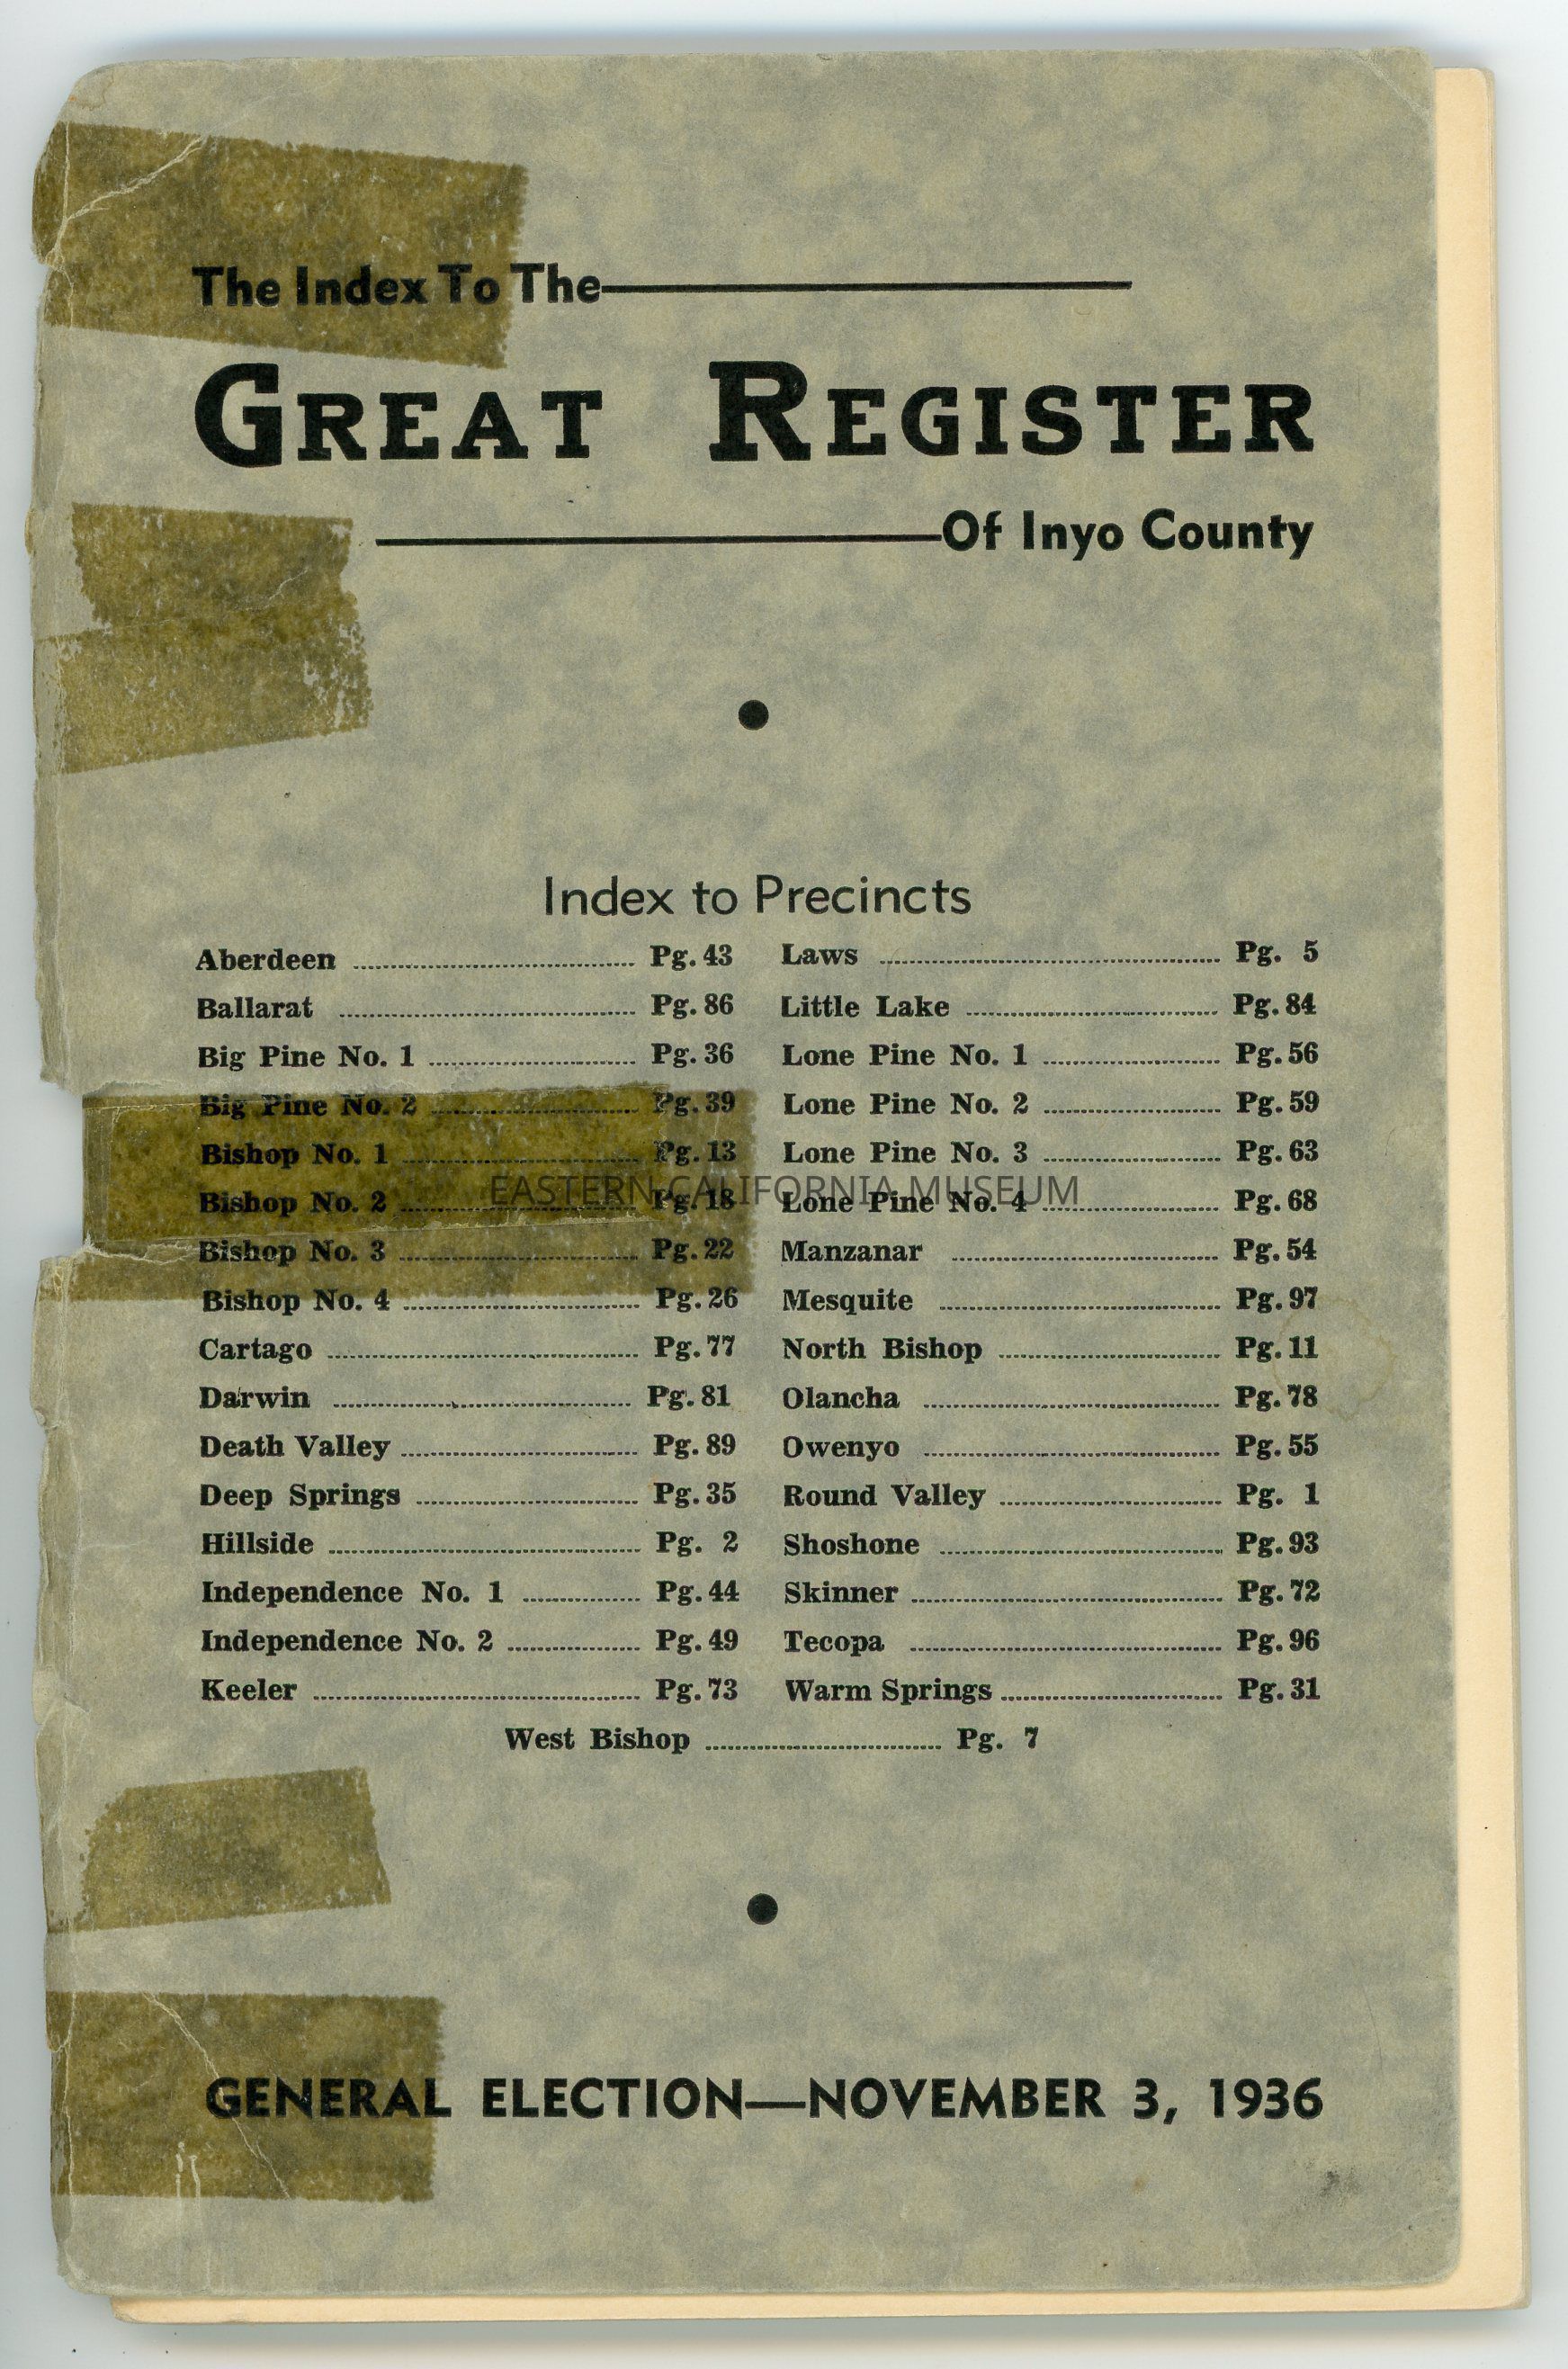 The Index To The
GREAT REGISTER
Of Inyo County
Index to Precincts
Aberdeen Pg. 43
Ballarat Pg. 86
Big Pine No. 1 Pg. 36
Big Pine No. 2 Pg. 39
Bishop No. 1 Pg. 13
Bishop No. 2 Pg. 18
Bishop No. 3 Pg. 22
Bishop No. 4 Pg. 26
Cartago Pg. 77
Darwin Pg. 81
Death Valley Pg. 89
Deep Springs Pg. 35
Hillside Pg. 2
Independence No. 1 Pg. 44
Independence No. 2 Pg. 49
Keeler Pg. 73
Laws Pg. 5
Little Lake Pg. 84
Lone Pine No. 1 Pg. 56
Lone Pine No. 2 Pg. 59
Lone Pine No. 3 Pg. 63
Lone Pine No. 4 Pg. 68
Manzanar Pg. 54
Mesquite Pg. 97
North Bishop Pg. 11
Olancha Pg. 78
Owenyo Pg. 55
Round Valley Pg. 1
Shoshone Pg. 93
Skinner Pg. 72
Tecopa Pg. 96
Warm Springs Pg. 31
West Bishop Pg. 7
EASTERN CALIFORNIA MUSEUM
GENERAL ELECTION—NOVEMBER 3, 1936